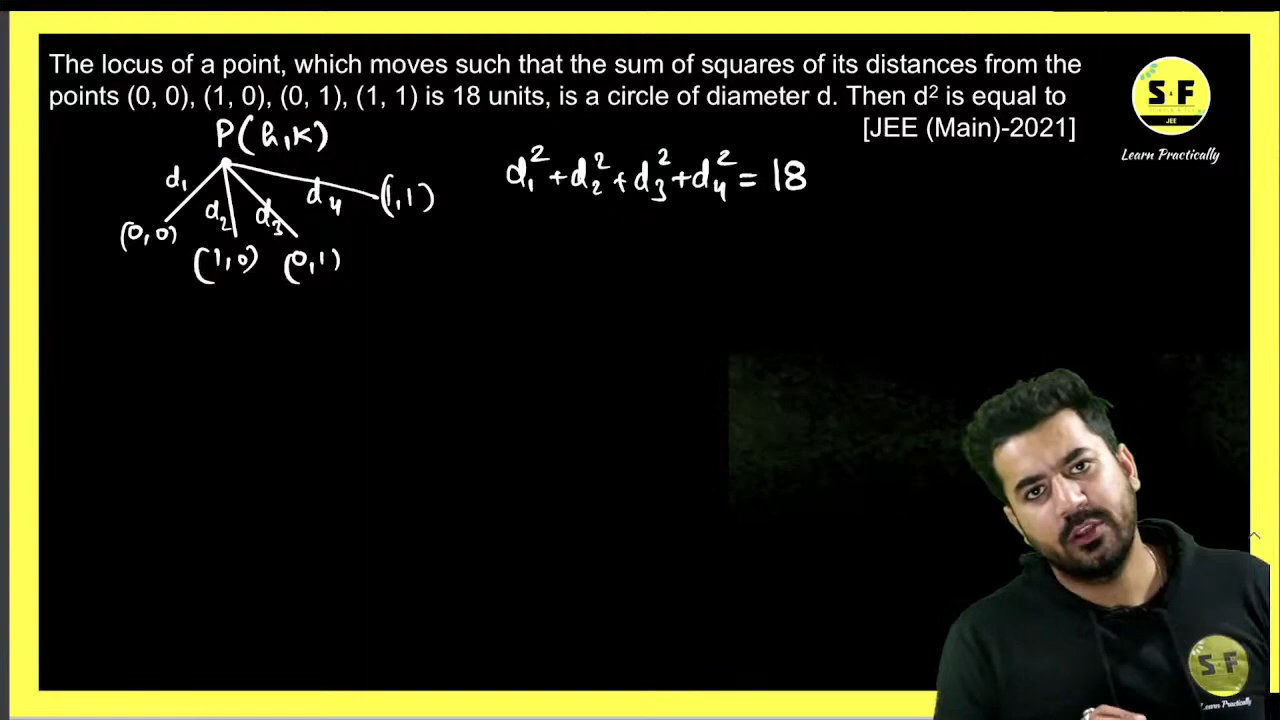 The locus of a point, which moves such that the sum of squares of its distances from the
points (0, 0), (1, 0), (0, 1), (1, 1) is 18 units, is a circle of diameter d. Then d² is equal to
[JEE (Main)-2021]
S&F
JEE
Learn Practically
P(h,k)
d₁² + d₂² + d₃² + d₄² = 18
d₁
d₂
d₃
d₄
(1,1)
(0,0)
(1,0)
(0,1)
S&F
Learn Practically